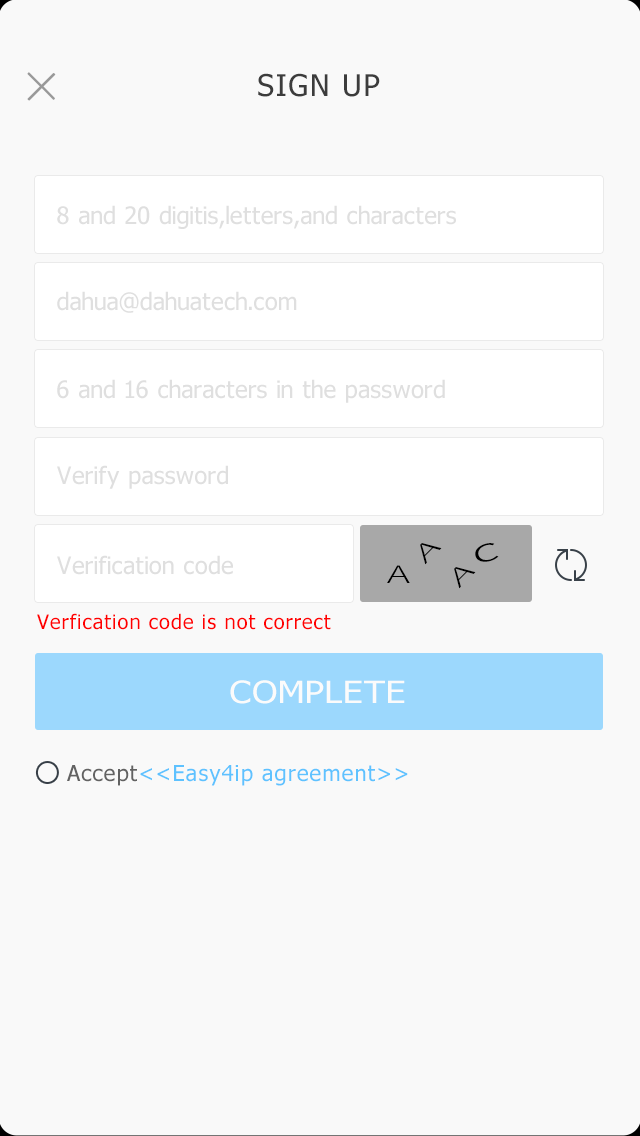 SIGN UP
8 and 20 digitis,letters,and characters
dahua@dahuatech.com
6 and 16 characters in the password
Verify password
Verification code
A A A C
Verfication code is not correct
COMPLETE
Accept<<Easy4ip agreement>>